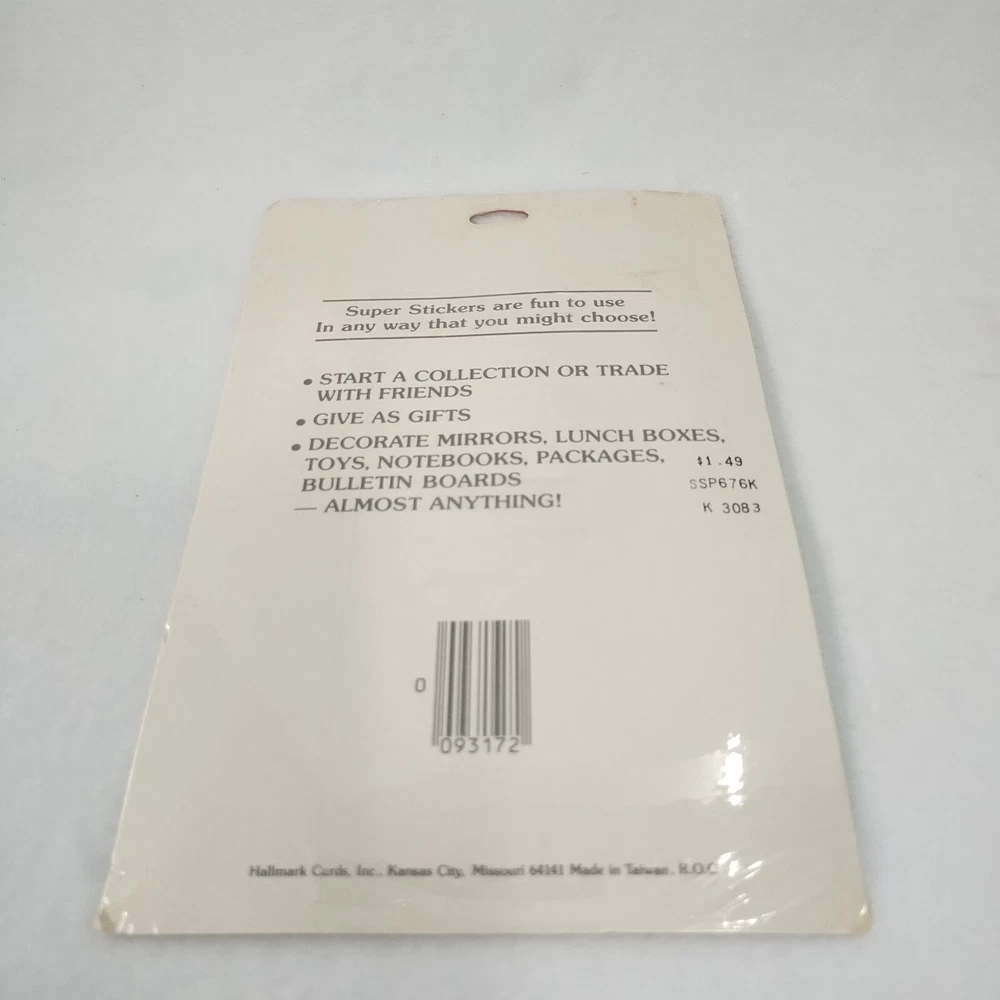 Super Stickers are fun to use
In any way that you might choose!
• START A COLLECTION OR TRADE
WITH FRIENDS
• GIVE AS GIFTS
• DECORATE MIRRORS, LUNCH BOXES,
TOYS, NOTEBOOKS, PACKAGES,
BULLETIN BOARDS
— ALMOST ANYTHING!
$1.49
SSP676K
K 3083
0
093172
Hallmark Cards, Inc., Kansas City, Missouri 64141 Made in Taiwan, R.O.C